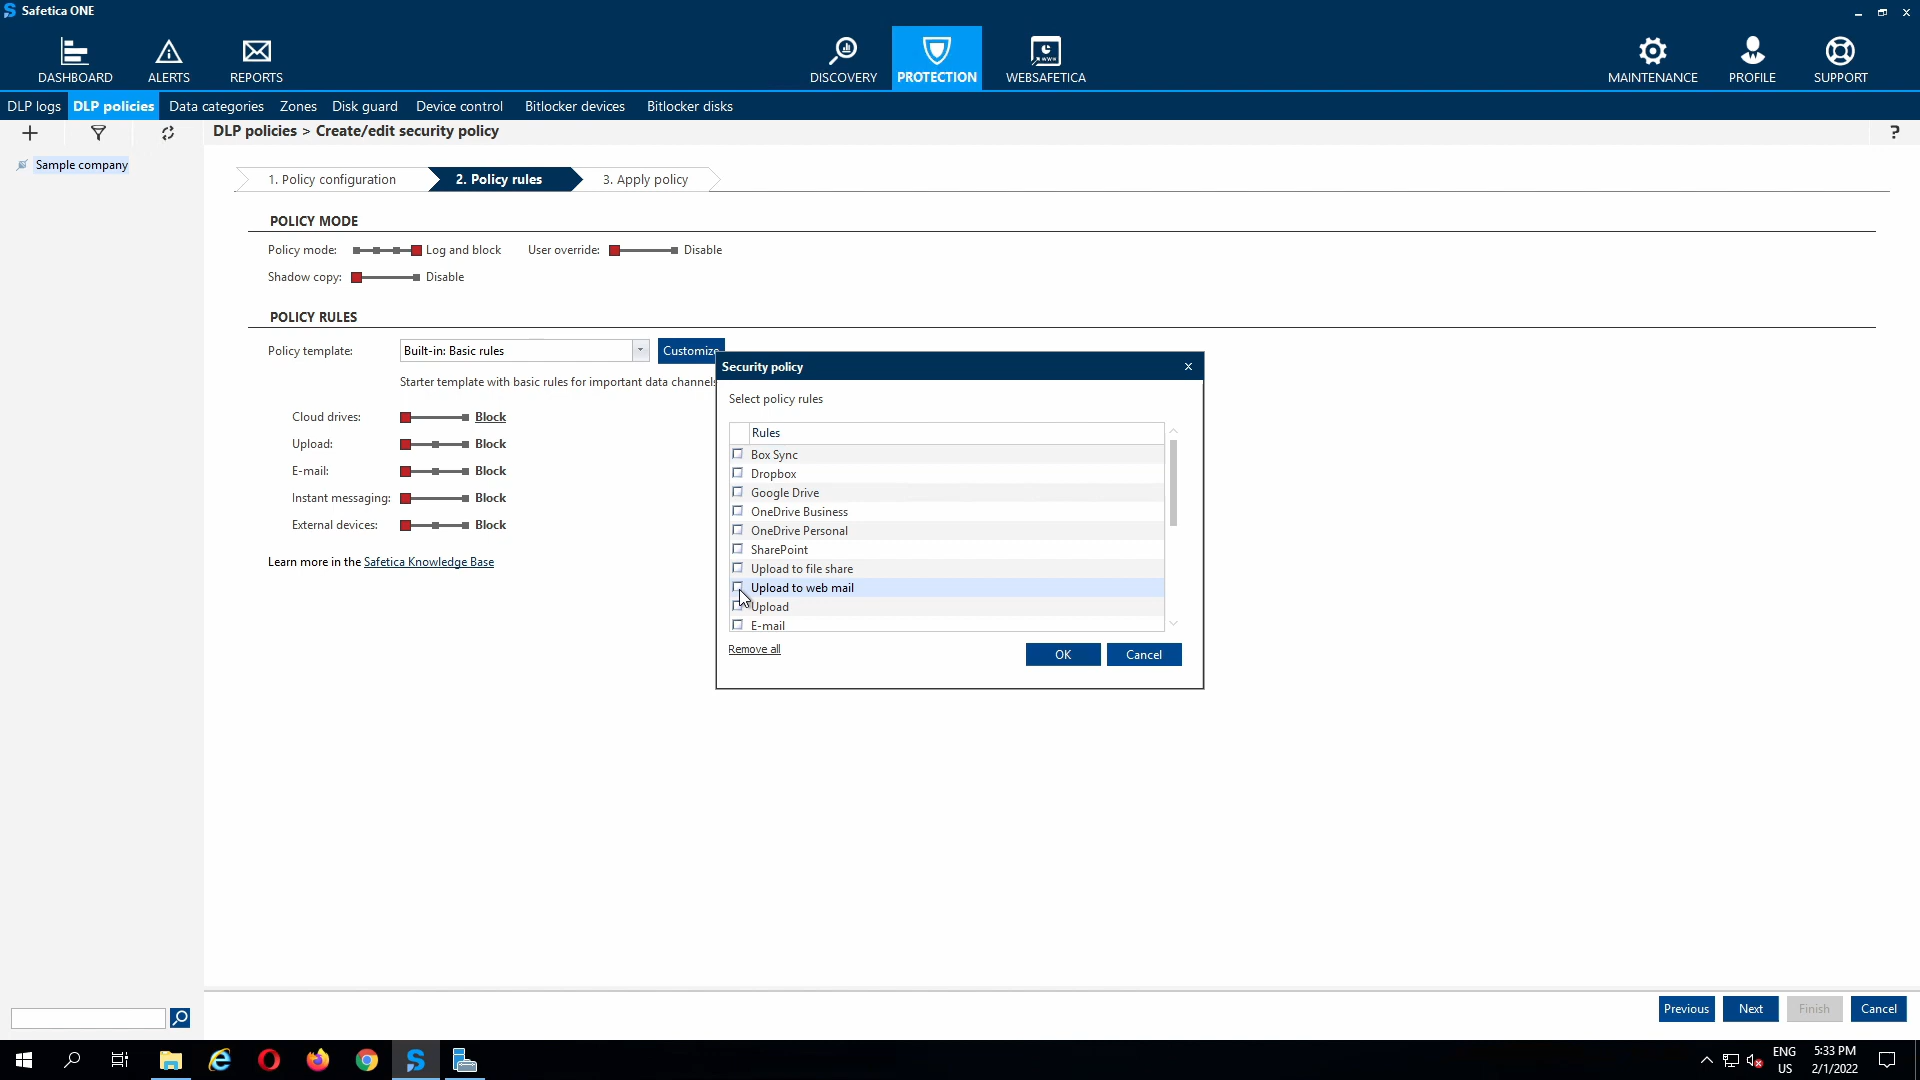 Safetica ONE
DASHBOARD ALERTS REPORTS DISCOVERY PROTECTION WEBSAFETICA MAINTENANCE PROFILE SUPPORT
DLP logs DLP policies Data categories Zones Disk guard Device control Bitlocker devices Bitlocker disks
DLP policies > Create/edit security policy ?
Sample company
1. Policy configuration 2. Policy rules 3. Apply policy
POLICY MODE
Policy mode: Log and block User override: Disable
Shadow copy: Disable
POLICY RULES
Policy template: Built-in: Basic rules Customize
Starter template with basic rules for important data channels
Cloud drives: Block
Upload: Block
E-mail: Block
Instant messaging: Block
External devices: Block
Learn more in the Safetica Knowledge Base
Security policy
Select policy rules
Rules
Box Sync
Dropbox
Google Drive
OneDrive Business
OneDrive Personal
SharePoint
Upload to file share
Upload to web mail
Upload
E-mail
Remove all OK Cancel
Previous Next Finish Cancel
ENG 5:33 PM
US 2/1/2022